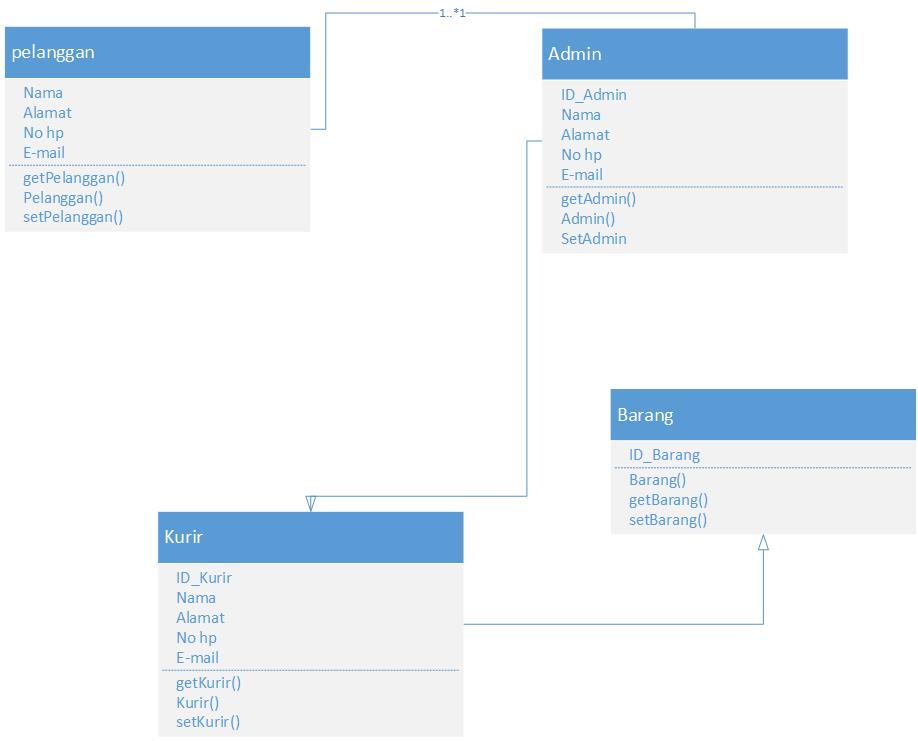 1..*1
pelanggan
Nama
Alamat
No hp
E-mail
getPelanggan()
Pelanggan()
setPelanggan()
Admin
ID_Admin
Nama
Alamat
No hp
E-mail
getAdmin()
Admin()
SetAdmin
Barang
ID_Barang
Barang()
getBarang()
setBarang()
Kurir
ID_Kurir
Nama
Alamat
No hp
E-mail
getKurir()
Kurir()
setKurir()